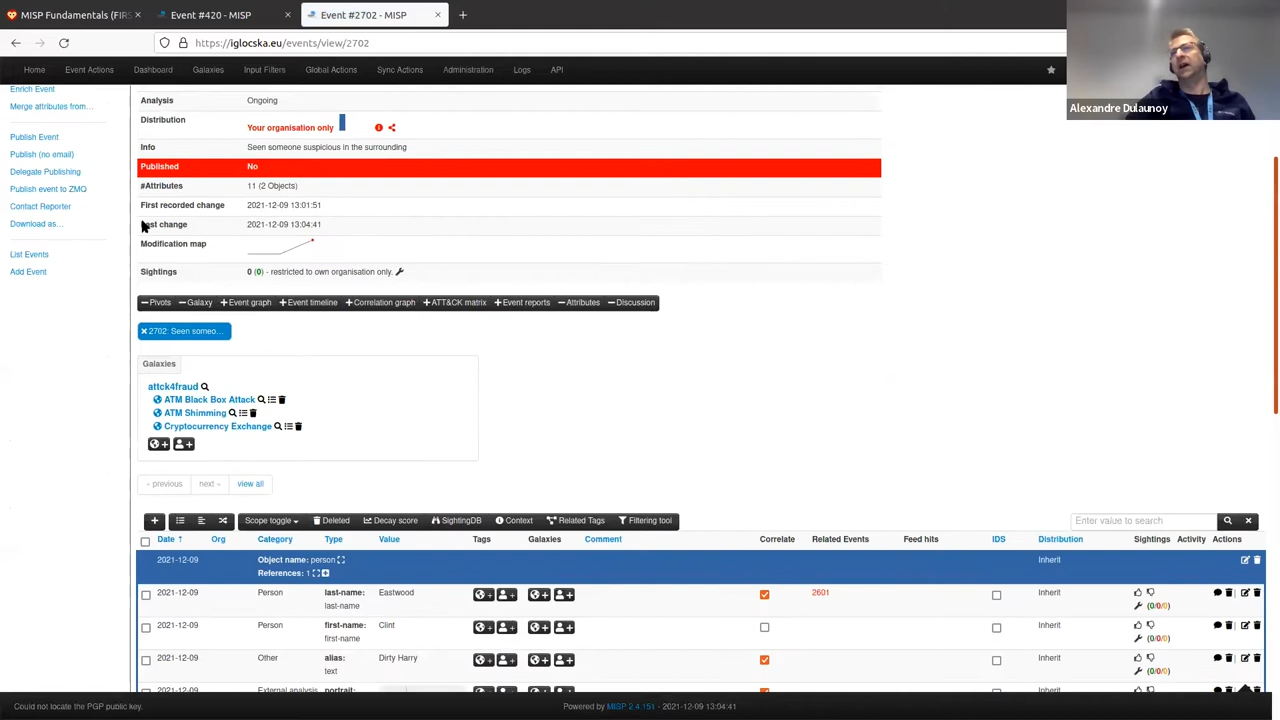 MISP Fundamentals (FIRS
Event #420 - MISP
Event #2702 - MISP
https://iglocska.eu/events/view/2702
Home Event Actions Dashboard Galaxies Input Filters Global Actions Sync Actions Administration Logs API
Alexandre Dulaunoy
Enrich Event
Merge attributes from…
Publish Event
Publish (no email)
Delegate Publishing
Publish event to ZMQ
Contact Reporter
Download as…
List Events
Add Event
Analysis Ongoing
Distribution Your organisation only
Info Seen someone suspicious in the surrounding
Published No
#Attributes 11 (2 Objects)
First recorded change 2021-12-09 13:01:51
change 2021-12-09 13:04:41
Modification map
Sightings 0 (0) - restricted to own organisation only.
Pivots Galaxy Event graph Event timeline Correlation graph ATT&CK matrix Event reports Attributes Discussion
2702: Seen someo…
Galaxies
attck4fraud
ATM Black Box Attack
ATM Shimming
Cryptocurrency Exchange
« previous next » view all
Scope toggle Deleted Decay score SightingDB Context Related Tags Filtering tool Enter value to search
Date Org Category Type Value Tags Galaxies Comment Correlate Related Events Feed hits IDS Distribution Sightings Activity Actions
2021-12-09 Object name: person Inherit
References: 1
2021-12-09 Person last-name: Eastwood 2601 Inherit
last-name (0/0/0)
2021-12-09 Person first-name: Clint Inherit
first-name (0/0/0)
2021-12-09 Other alias: Dirty Harry Inherit
text (0/0/0)
2021-12-09 External analysis portrait: Inherit
Could not locate the PGP public key. Powered by MISP 2.4.151 - 2021-12-09 13:04:41